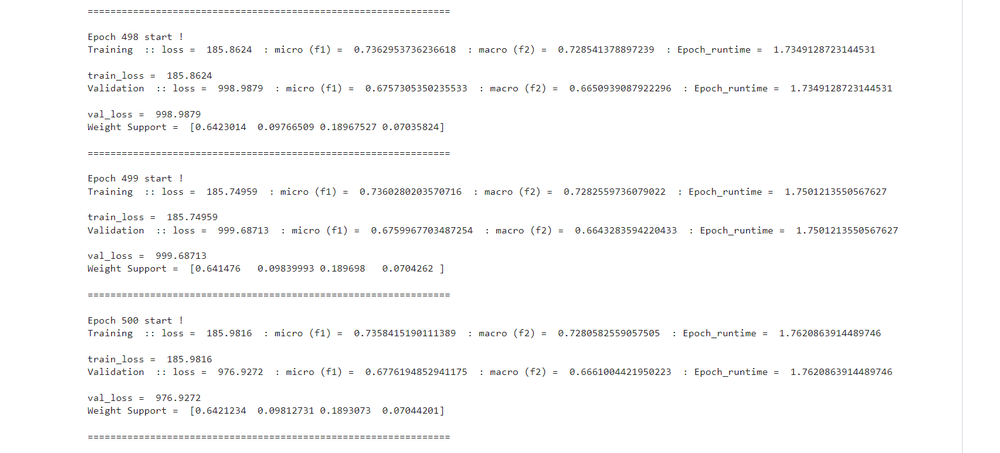 ================================================================
Epoch 498 start !
Training  :: loss =  185.8624  : micro (f1) =  0.7362953736236618  : macro (f2) =  0.728541378897239  : Epoch_runtime =  1.7349128723144531
train_loss =  185.8624
Validation  :: loss =  998.9879  : micro (f1) =  0.6757305350235533  : macro (f2) =  0.6650939087922296  : Epoch_runtime =  1.7349128723144531
val_loss =  998.9879
Weight Support =  [0.6423014  0.09766509 0.18967527 0.07035824]
================================================================
Epoch 499 start !
Training  :: loss =  185.74959  : micro (f1) =  0.7360280203570716  : macro (f2) =  0.7282559736079022  : Epoch_runtime =  1.7501213550567627
train_loss =  185.74959
Validation  :: loss =  999.68713  : micro (f1) =  0.6759967703487254  : macro (f2) =  0.6643283594220433  : Epoch_runtime =  1.7501213550567627
val_loss =  999.68713
Weight Support =  [0.641476   0.09839993 0.189698   0.0704262 ]
================================================================
Epoch 500 start !
Training  :: loss =  185.9816  : micro (f1) =  0.7358415190111389  : macro (f2) =  0.7280582559057505  : Epoch_runtime =  1.7620863914489746
train_loss =  185.9816
Validation  :: loss =  976.9272  : micro (f1) =  0.6776194852941175  : macro (f2) =  0.6661004421950223  : Epoch_runtime =  1.7620863914489746
val_loss =  976.9272
Weight Support =  [0.6421234  0.09812731 0.1893073  0.07044201]
================================================================